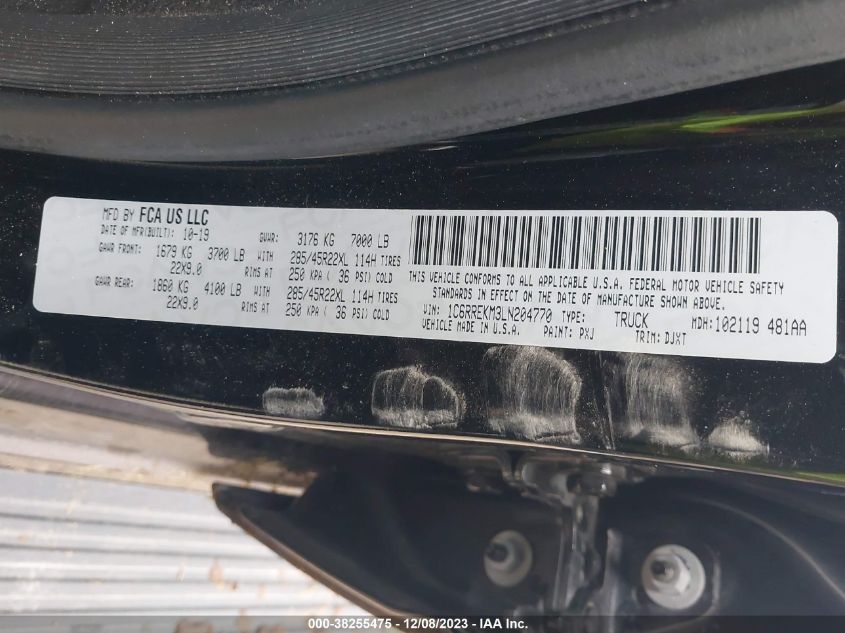 MFD BY FCA US LLC
DATE OF MFR(BUILT): 10-19 GVWR: 3176 KG 7000 LB
GAWR FRONT: 1679 KG 3700 LB WITH 285/45R22XL 114H TIRES
22X9.0 RIMS AT 250 KPA ( 36 PSI) COLD
GAWR REAR: 1860 KG 4100 LB WITH 285/45R22XL 114H TIRES
22X9.0 RIMS AT 250 KPA ( 36 PSI) COLD
THIS VEHICLE CONFORMS TO ALL APPLICABLE U.S.A. FEDERAL MOTOR VEHICLE SAFETY
STANDARDS IN EFFECT ON THE DATE OF MANUFACTURE SHOWN ABOVE.
VIN: 1C6RREKM3LN204770 TYPE: TRUCK MDH:102119 481AA
VEHICLE MADE IN U.S.A. PAINT: PXJ TRIM: DJXT
000-38255475 - 12/08/2023 - IAA Inc.